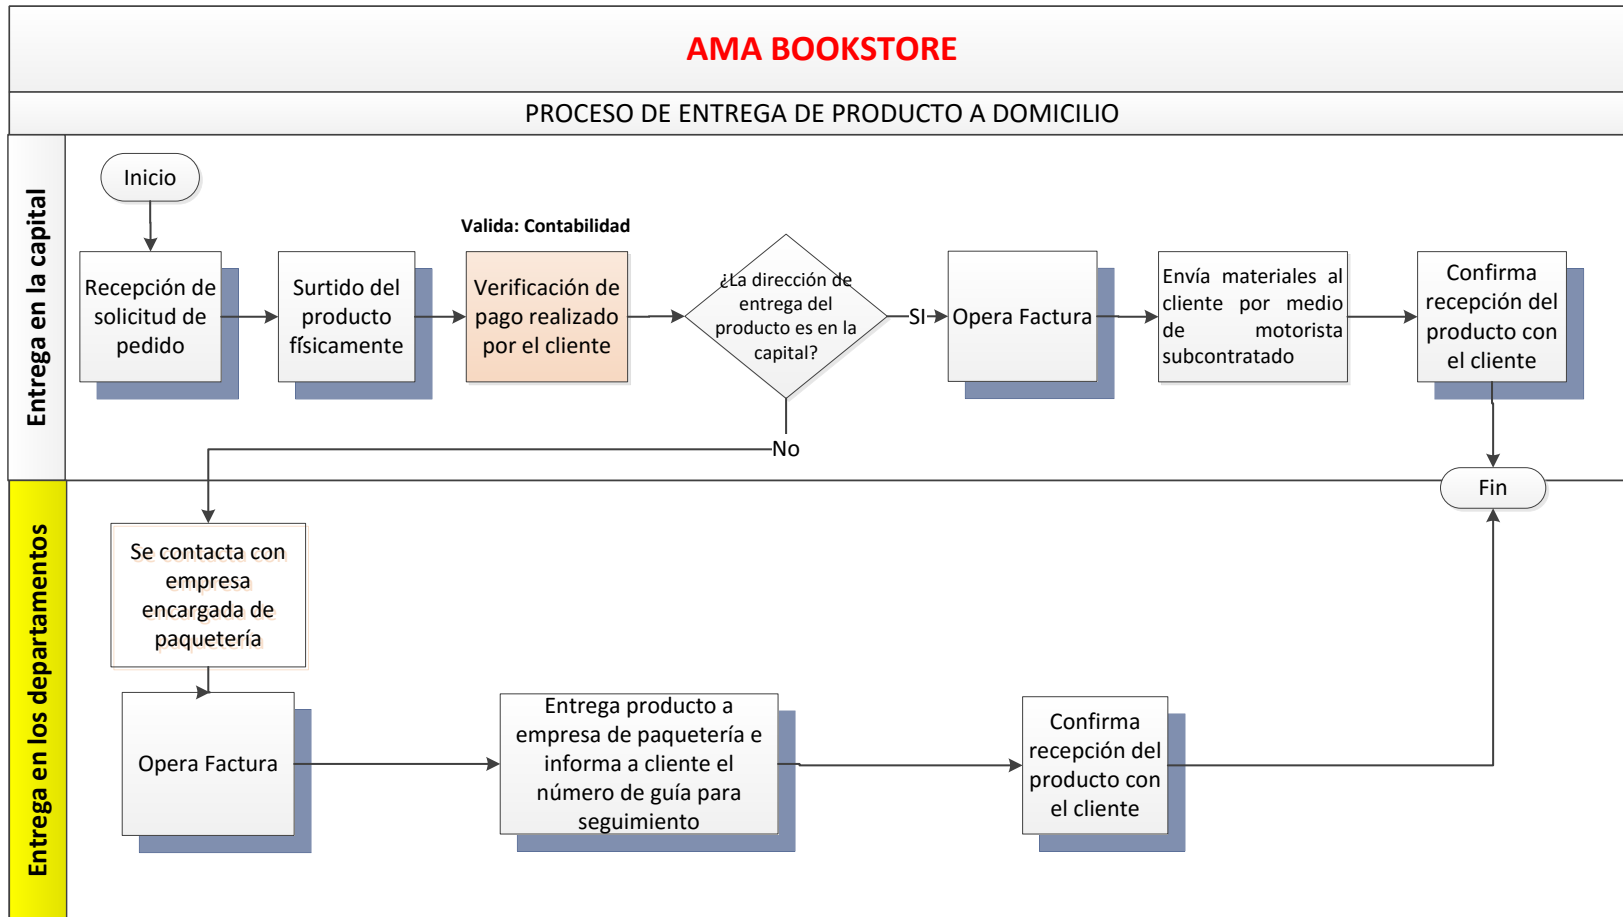 AMA BOOKSTORE
PROCESO DE ENTREGA DE PRODUCTO A DOMICILIO
Entrega en la capital
Inicio
Recepción de
solicitud de
pedido
Surtido del
producto
físicamente
Valida: Contabilidad
Verificación de
pago realizado
por el cliente
¿La dirección de
entrega del
producto es en la
capital?
SI
Opera Factura
Envía materiales al
cliente por medio
de motorista
subcontratado
Confirma
recepción del
producto con
el cliente
No
Fin
Entrega en los departamentos
Se contacta con
empresa
encargada de
paquetería
Opera Factura
Entrega producto a
empresa de paquetería e
informa a cliente el
número de guía para
seguimiento
Confirma
recepción del
producto con
el cliente